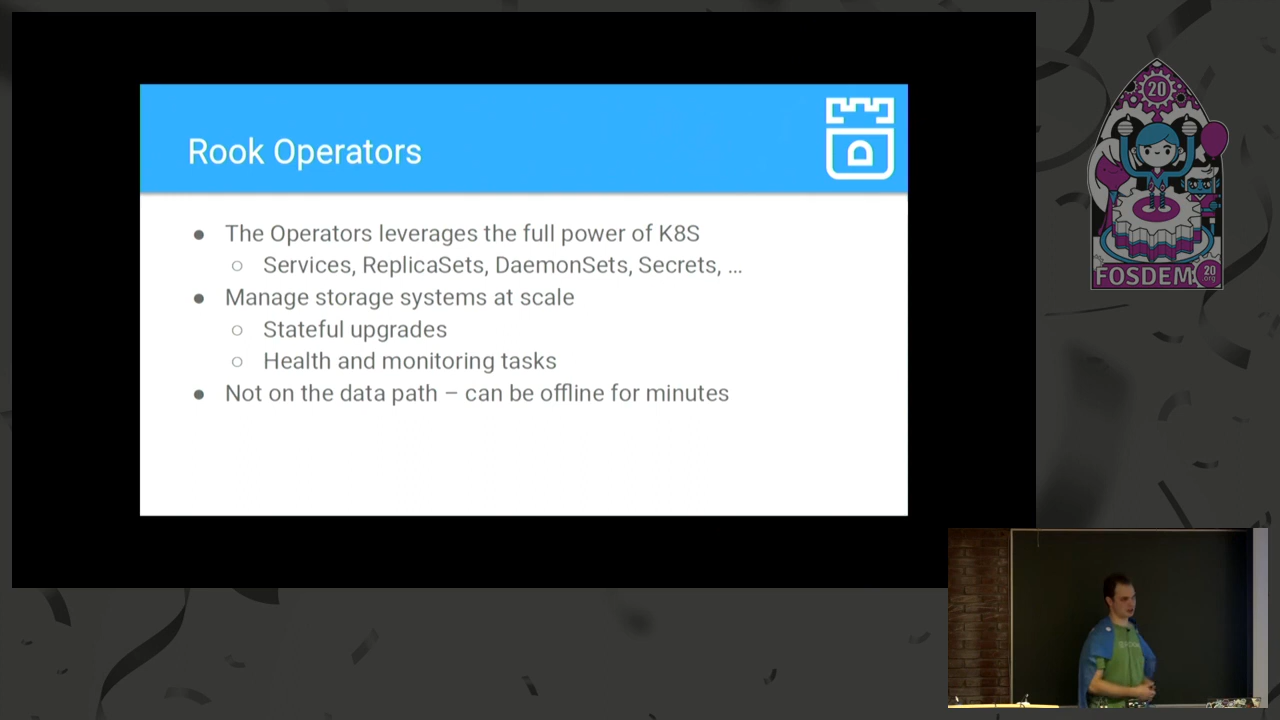 Rook Operators
● The Operators leverages the full power of K8S
○ Services, ReplicaSets, DaemonSets, Secrets, ...
● Manage storage systems at scale
○ Stateful upgrades
○ Health and monitoring tasks
● Not on the data path – can be offline for minutes
20
FOSDEM
20
.org